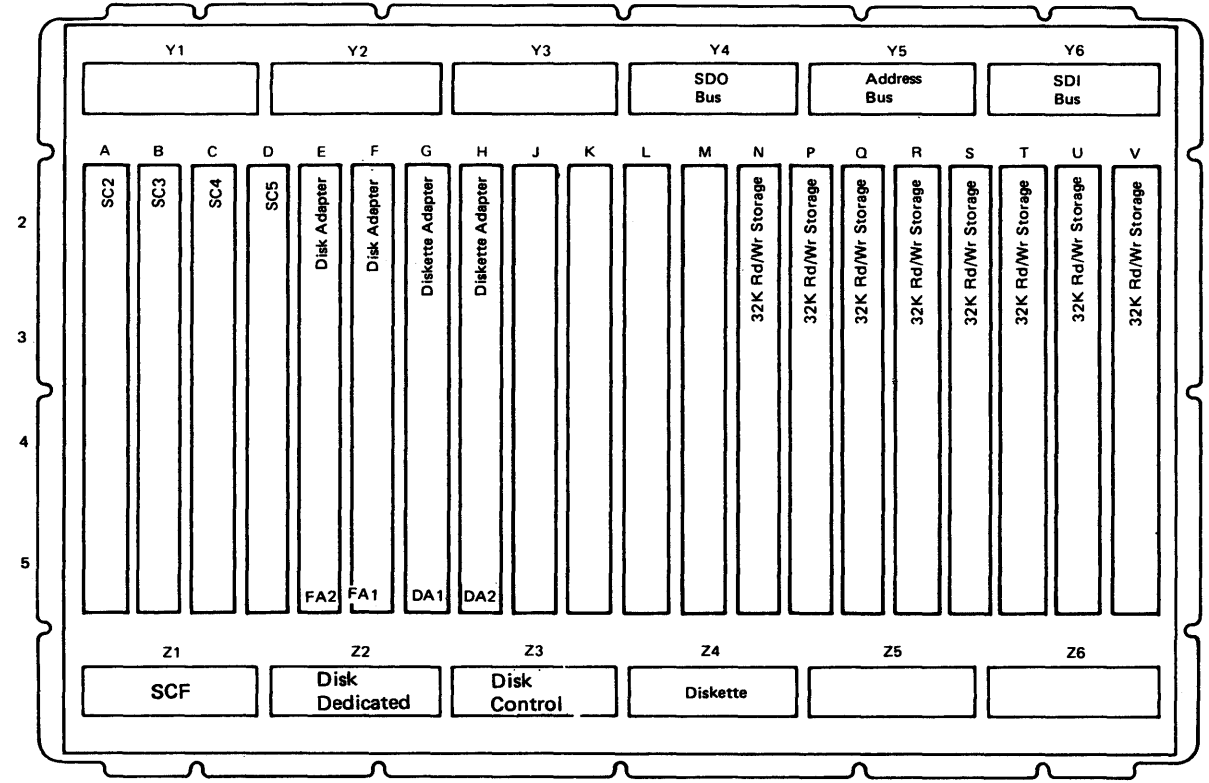 Y1 Y2 Y3 Y4 Y5 Y6
SDO
Bus
Address
Bus
SDI
Bus
A B C D E F G H J K L M N P Q R S T U V
SC2
SC3
SC4
SC5
Disk Adapter
Disk Adapter
Diskette Adapter
Diskette Adapter
32K Rd/Wr Storage
32K Rd/Wr Storage
32K Rd/Wr Storage
32K Rd/Wr Storage
32K Rd/Wr Storage
32K Rd/Wr Storage
32K Rd/Wr Storage
32K Rd/Wr Storage
2
3
4
5
FA2 FA1 DA1 DA2
Z1 Z2 Z3 Z4 Z5 Z6
SCF
Disk
Dedicated
Disk
Control
Diskette